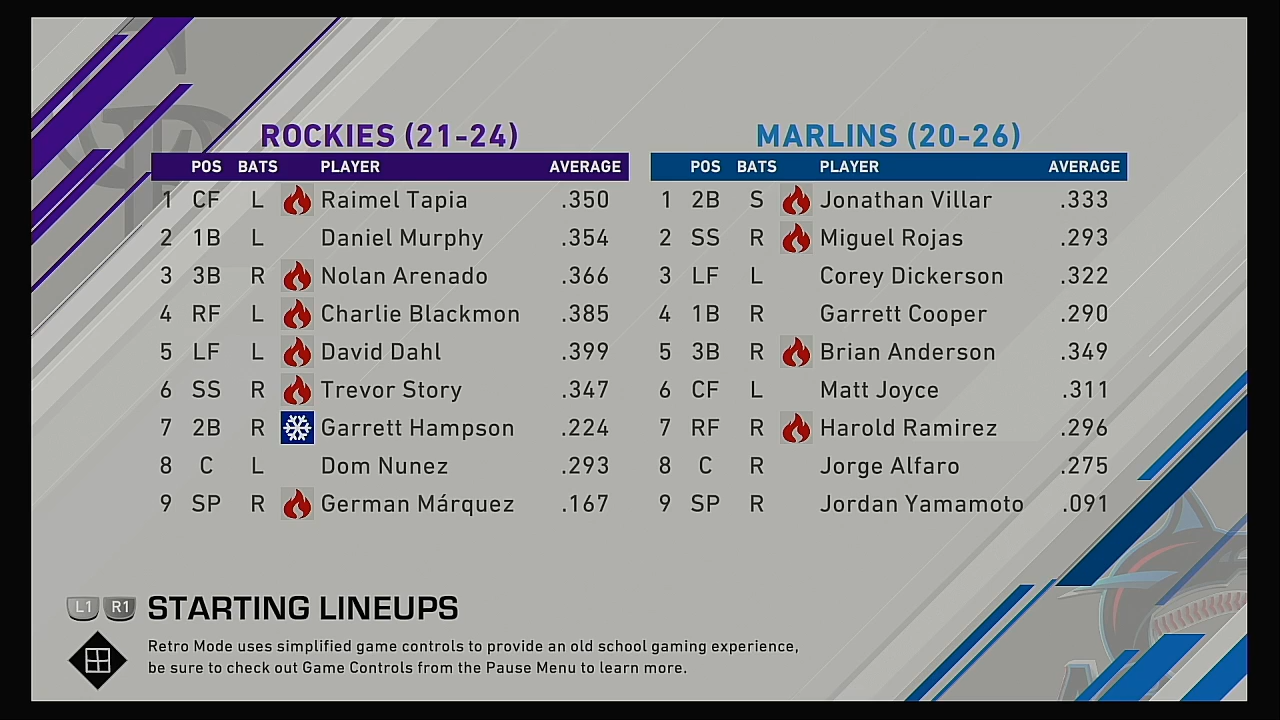 ROCKIES (21-24)
POS BATS PLAYER AVERAGE
1 CF L Raimel Tapia .350
2 1B L Daniel Murphy .354
3 3B R Nolan Arenado .366
4 RF L Charlie Blackmon .385
5 LF L David Dahl .399
6 SS R Trevor Story .347
7 2B R Garrett Hampson .224
8 C L Dom Nunez .293
9 SP R German Márquez .167
MARLINS (20-26)
POS BATS PLAYER AVERAGE
1 2B S Jonathan Villar .333
2 SS R Miguel Rojas .293
3 LF L Corey Dickerson .322
4 1B R Garrett Cooper .290
5 3B R Brian Anderson .349
6 CF L Matt Joyce .311
7 RF R Harold Ramirez .296
8 C R Jorge Alfaro .275
9 SP R Jordan Yamamoto .091
L1 R1 STARTING LINEUPS
Retro Mode uses simplified game controls to provide an old school gaming experience,
be sure to check out Game Controls from the Pause Menu to learn more.